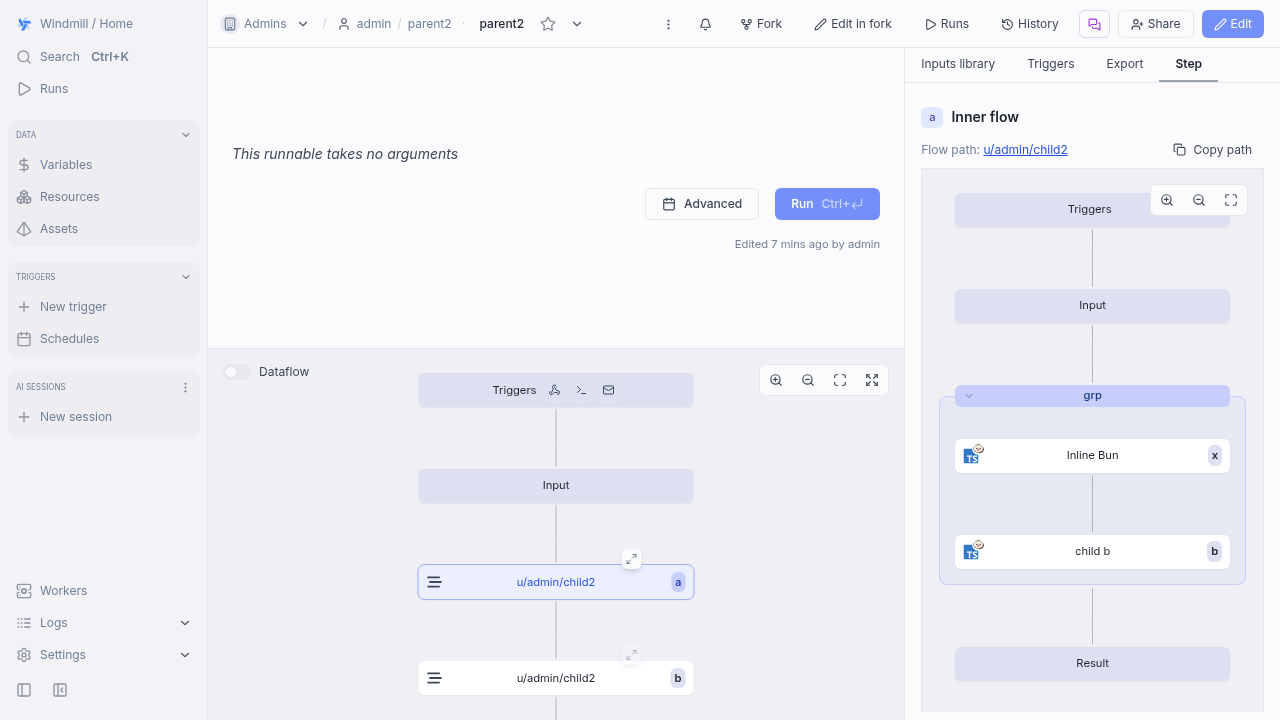 Windmill / Home
Search Ctrl+K
Runs
DATA
Variables
Resources
Assets
TRIGGERS
New trigger
Schedules
AI SESSIONS
New session
Workers
Logs
Settings
Admins / admin / parent2 · parent2
Fork
Edit in fork
Runs
History
Share
Edit
This runnable takes no arguments
Advanced
Run Ctrl+
Edited 7 mins ago by admin
Dataflow
Triggers
Input
u/admin/child2 a
u/admin/child2 b
Inputs library
Triggers
Export
Step
a Inner flow
Flow path: u/admin/child2
Copy path
Triggers
Input
grp
TS Inline Bun x
TS child b b
Result